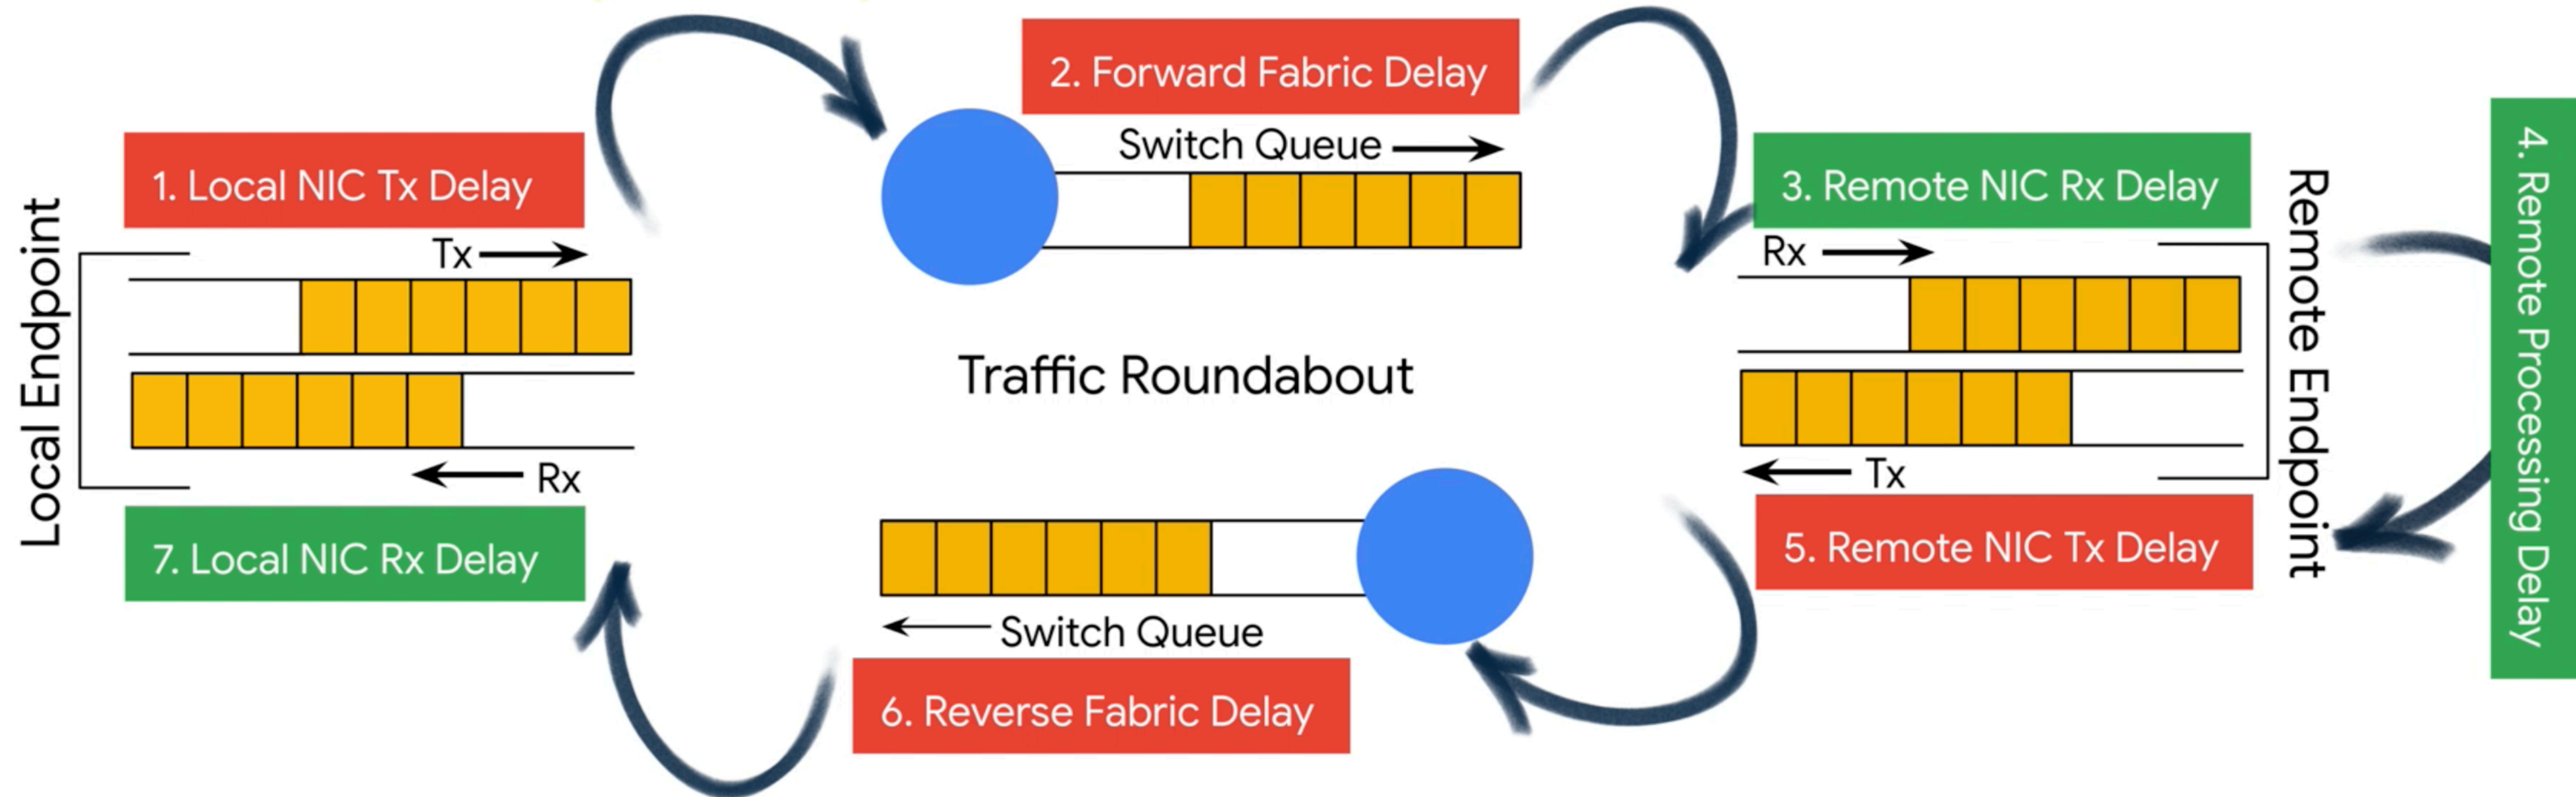 Local Endpoint
1. Local NIC Tx Delay
Tx
Rx
7. Local NIC Rx Delay
2. Forward Fabric Delay
Switch Queue
Traffic Roundabout
Switch Queue
6. Reverse Fabric Delay
3. Remote NIC Rx Delay
Rx
Tx
5. Remote NIC Tx Delay
Remote Endpoint
4. Remote Processing Delay